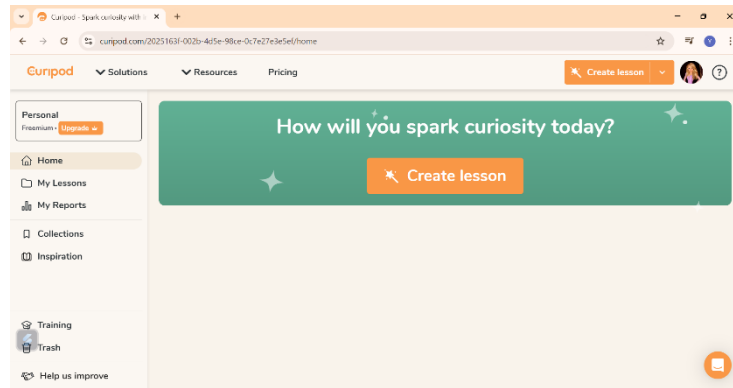 Curipod - Spark curiosity with
curipod.com/2025163f-002b-4d5e-98ce-0c7e27e3e5ef/home
Curipod Solutions Resources Pricing Create lesson
Personal
Freemium • Upgrade
How will you spark curiosity today?
Create lesson
Home
My Lessons
My Reports
Collections
Inspiration
Training
Trash
Help us improve